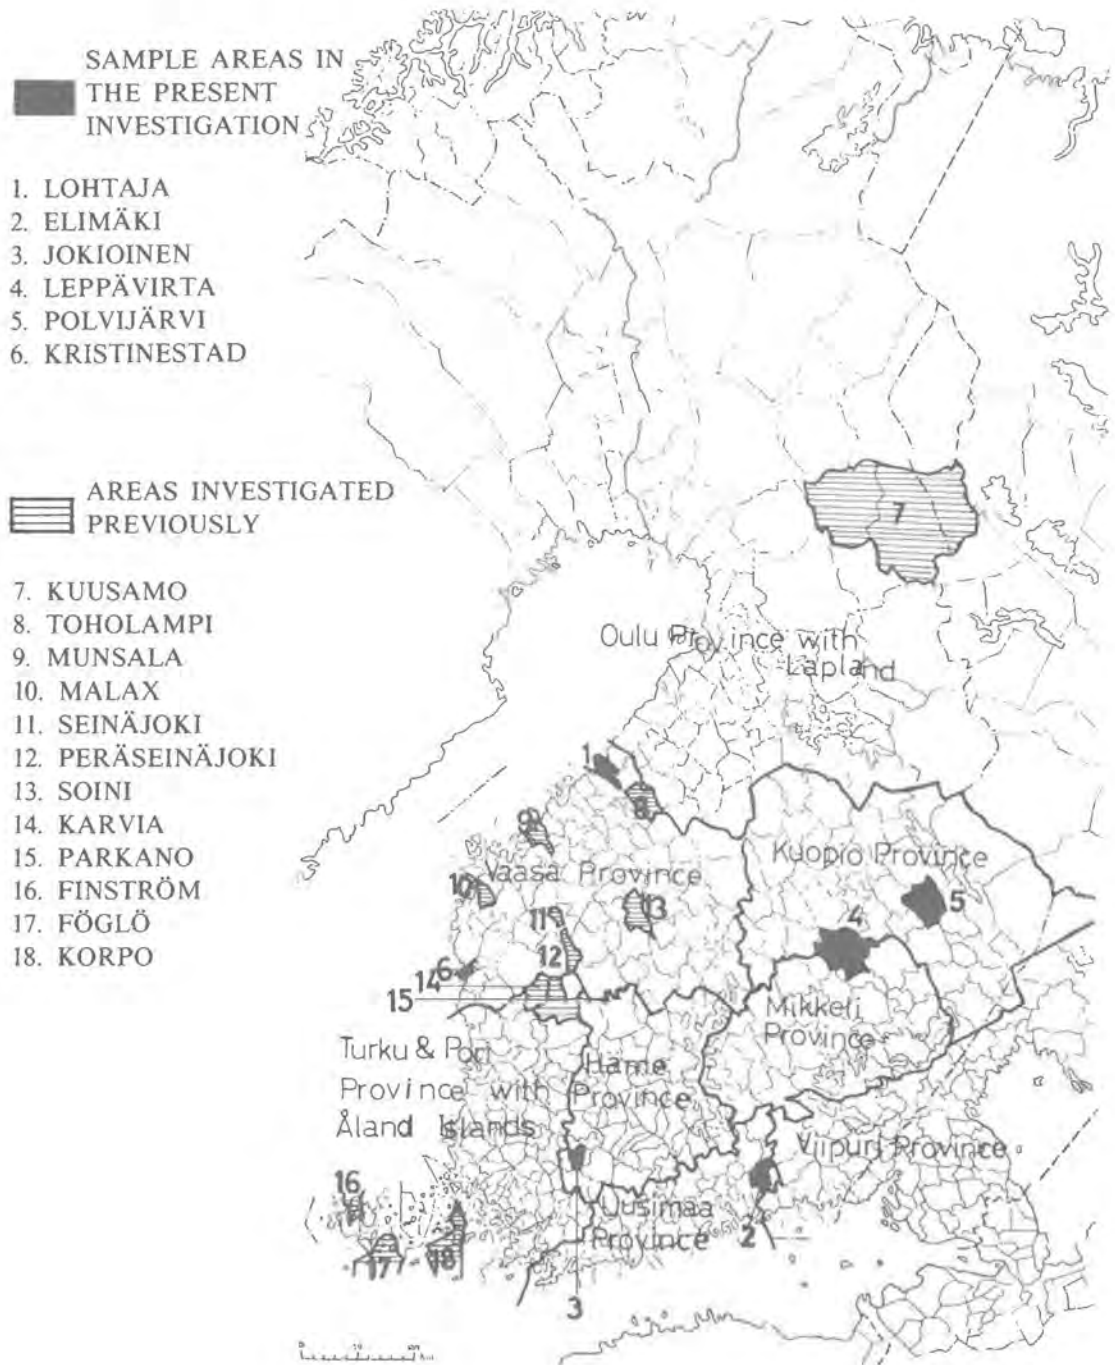 SAMPLE AREAS IN
THE PRESENT
INVESTIGATION
1. LOHTAJA
2. ELIMÄKI
3. JOKIOINEN
4. LEPPÄVIRTA
5. POLVIJÄRVI
6. KRISTINESTAD
AREAS INVESTIGATED
PREVIOUSLY
7. KUUSAMO
8. TOHOLAMPI
9. MUNSALA
10. MALAX
11. SEINÄJOKI
12. PERÄSEINÄJOKI
13. SOINI
14. KARVIA
15. PARKANO
16. FINSTRÖM
17. FÖGLÖ
18. KORPO
7
Oulu Province with
Lapland
1
8
9
Kuopio Province
Vaasa Province
10
13
5
11
4
12
14 6
15
Mikkeli
Province
Turku & Pori
Province with
Åland Islands
Häme
Province
Viipuri Province
16
Uusimaa
Province
2
17
18
3
0